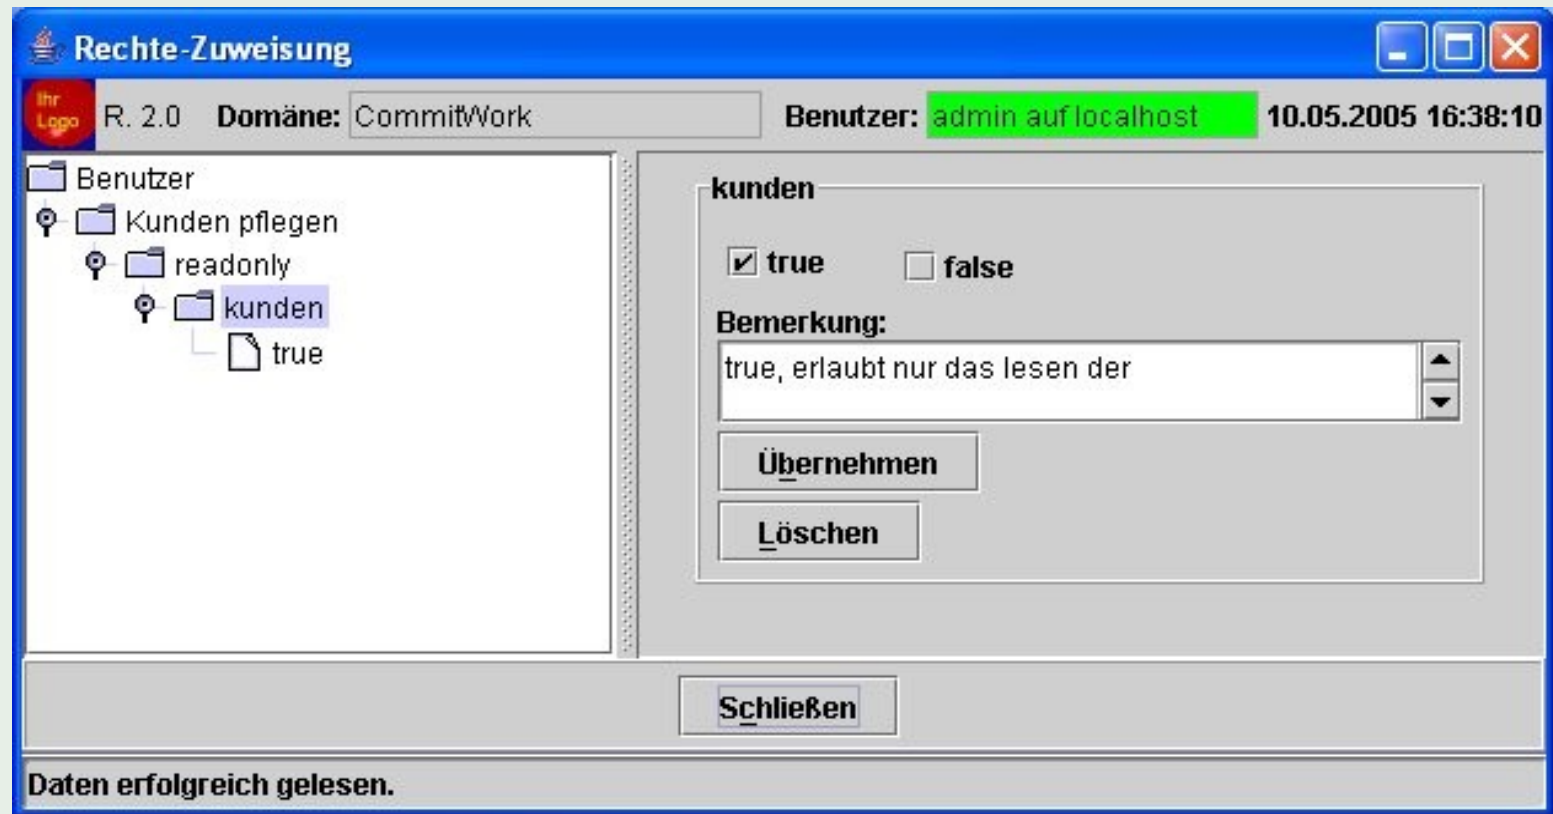 Rechte-Zuweisung
Ihr
Logo
R. 2.0 Domäne: CommitWork Benutzer: admin auf localhost 10.05.2005 16:38:10
Benutzer
Kunden pflegen
readonly
kunden
true
kunden
true false
Bemerkung:
true, erlaubt nur das lesen der
Übernehmen
Löschen
Schließen
Daten erfolgreich gelesen.